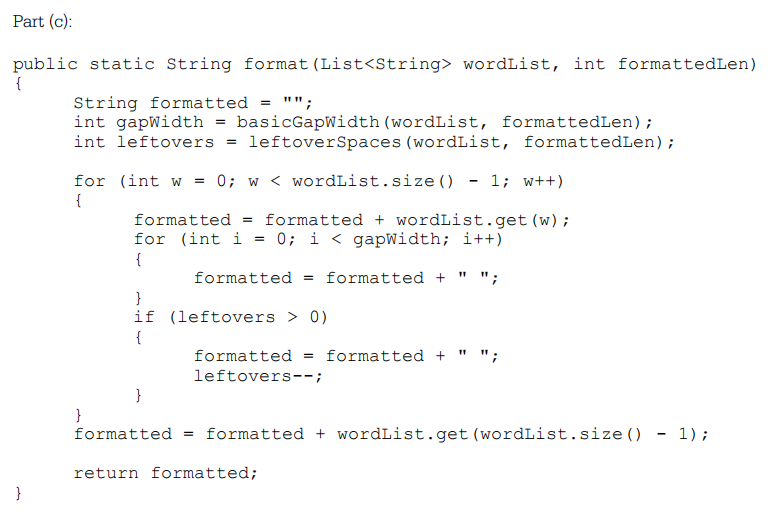 Part (c):
public static String format(List<String> wordList, int formattedLen)
{
String formatted = "";
int gapWidth = basicGapWidth(wordList, formattedLen);
int leftovers = leftoverSpaces(wordList, formattedLen);
for (int w = 0; w < wordList.size() - 1; w++)
{
formatted = formatted + wordList.get(w);
for (int i = 0; i < gapWidth; i++)
{
formatted = formatted + " ";
}
if (leftovers > 0)
{
formatted = formatted + " ";
leftovers--;
}
}
formatted = formatted + wordList.get(wordList.size() - 1);
return formatted;
}